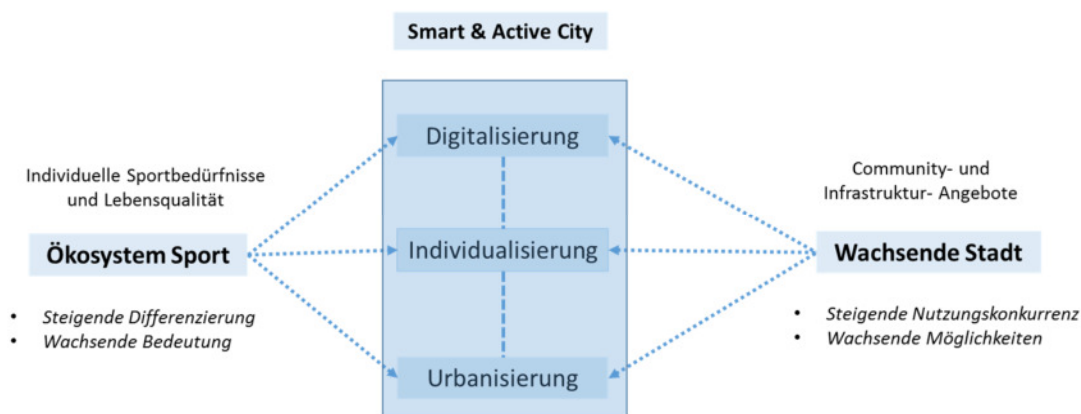 Smart & Active City
Digitalisierung
Individualisierung
Urbanisierung
Individuelle Sportbedürfnisse
und Lebensqualität
Ökosystem Sport
• Steigende Differenzierung
• Wachsende Bedeutung
Community- und
Infrastruktur- Angebote
Wachsende Stadt
• Steigende Nutzungskonkurrenz
• Wachsende Möglichkeiten